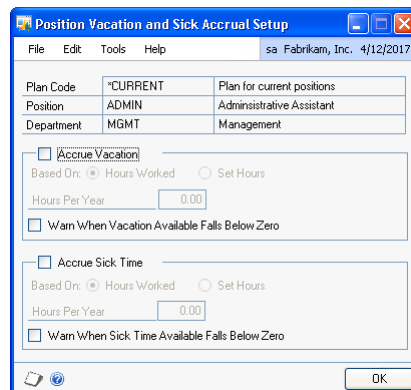 Position Vacation and Sick Accrual Setup
File Edit Tools Help sa Fabrikam, Inc. 4/12/2017
Plan Code *CURRENT Plan for current positions
Position ADMIN Adminsistrative Assistant
Department MGMT Management
Accrue Vacation
Based On: Hours Worked Set Hours
Hours Per Year 0.00
Warn When Vacation Available Falls Below Zero
Accrue Sick Time
Based On: Hours Worked Set Hours
Hours Per Year 0.00
Warn When Sick Time Available Falls Below Zero
OK